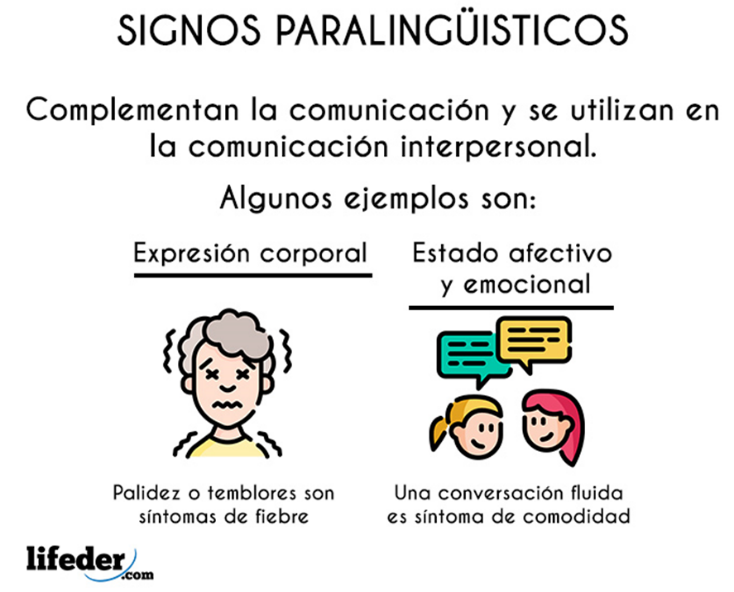 SIGNOS PARALINGÜISTICOS
Complementan la comunicación y se utilizan en
la comunicación interpersonal.
Algunos ejemplos son:
Expresión corporal
Palidez o temblores son
síntomas de fiebre
Estado afectivo
y emocional
Una conversación fluida
es síntoma de comodidad
lifeder
.com